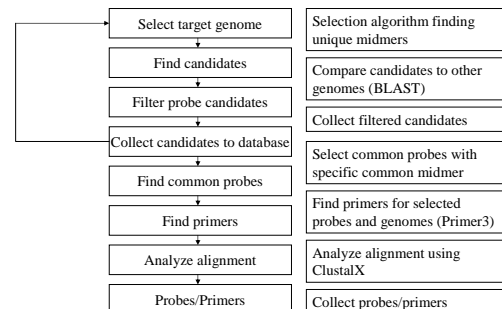 Select target genome
Find candidates
Filter probe candidates
Collect candidates to database
Find common probes
Find primers
Analyze alignment
Probes/Primers
Selection algorithm finding
unique midmers
Compare candidates to other
genomes (BLAST)
Collect filtered candidates
Select common probes with
specific common midmer
Find primers for selected
probes and genomes (Primer3)
Analyze alignment using
ClustalX
Collect probes/primers